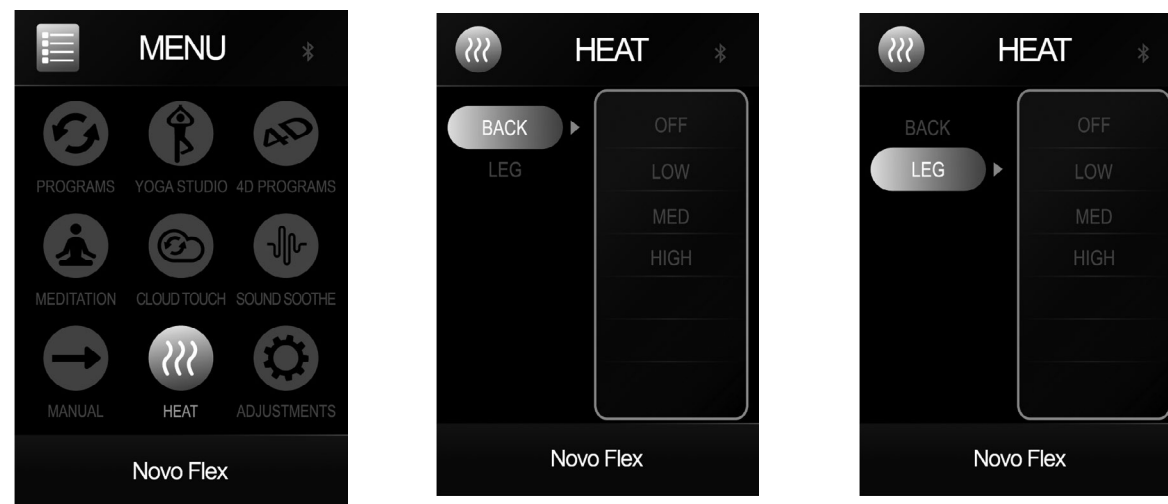 MENU
4D
PROGRAMS YOGA STUDIO 4D PROGRAMS
MEDITATION CLOUD TOUCH SOUND SOOTHE
MANUAL HEAT ADJUSTMENTS
Novo Flex
HEAT
BACK
LEG
OFF
LOW
MED
HIGH
Novo Flex
HEAT
BACK
LEG
OFF
LOW
MED
HIGH
Novo Flex